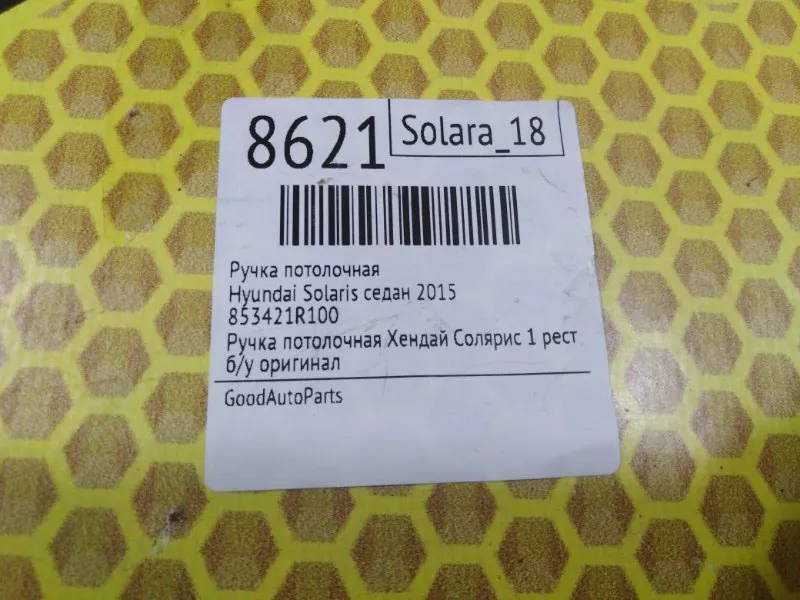 8621
Solara_18
Ручка потолочная
Hyundai Solaris седан 2015
853421R100
Ручка потолочная Хендай Солярис 1 рест
б/у оригинал
GoodAutoParts